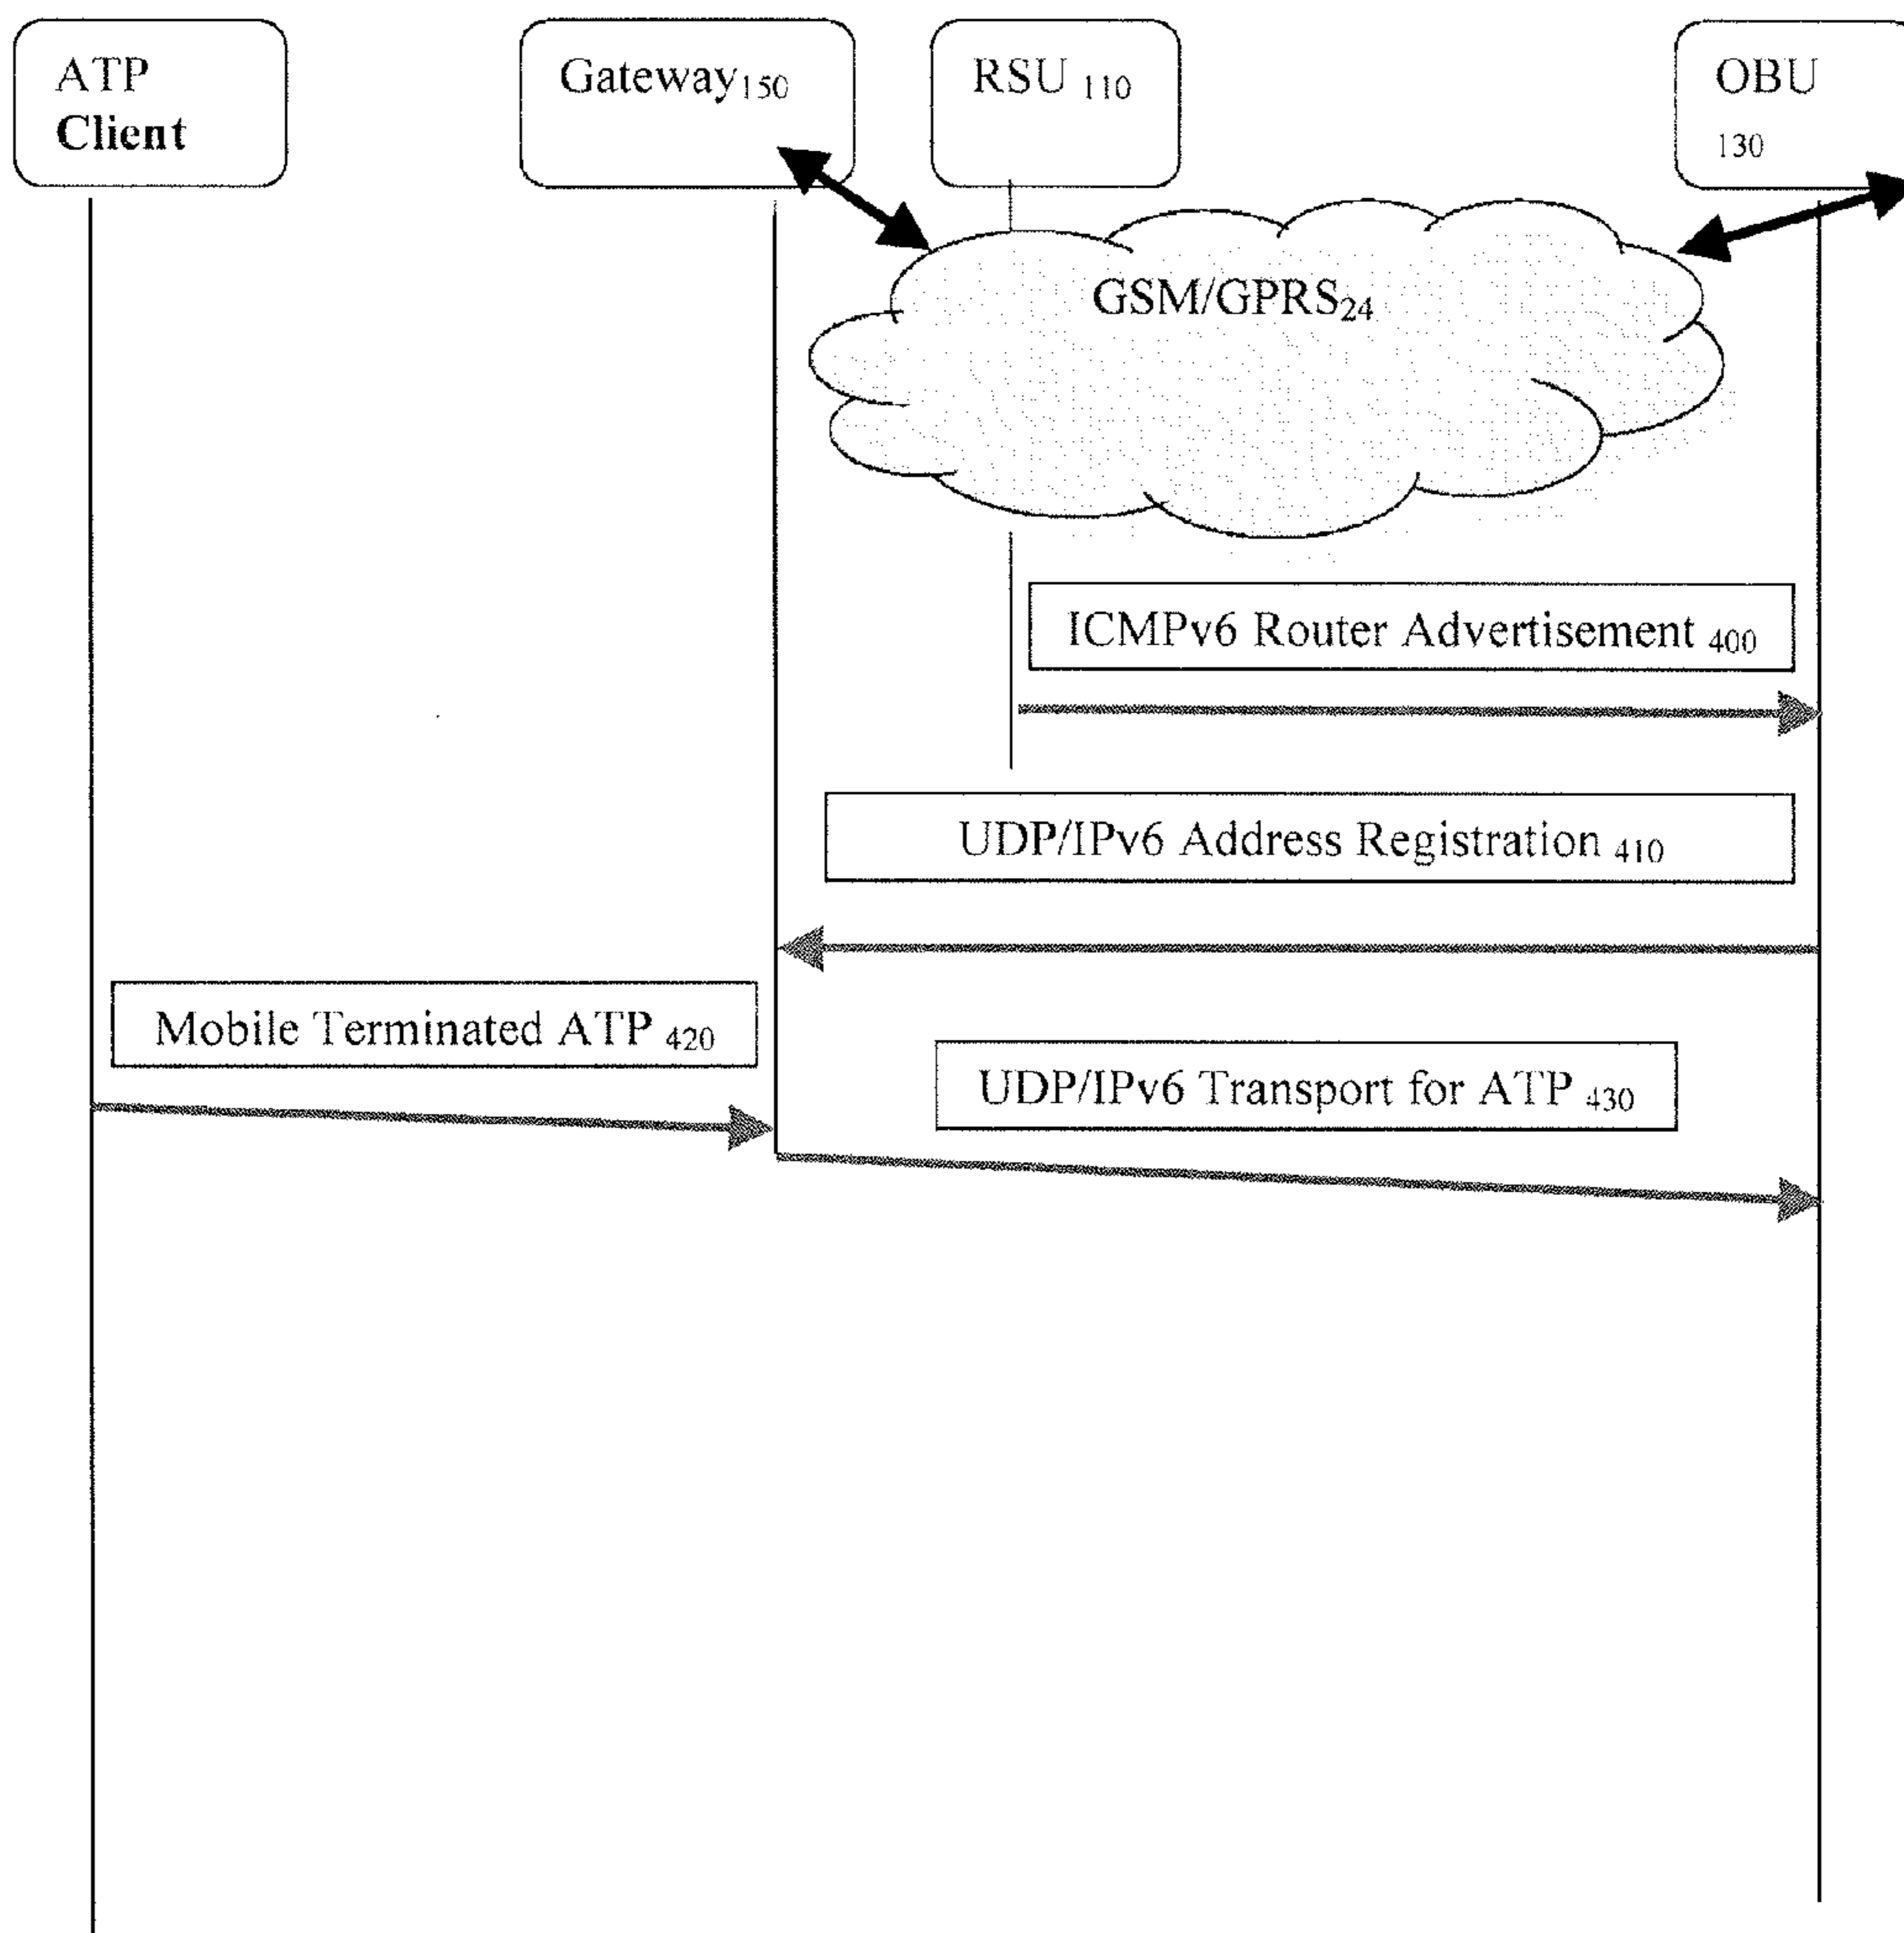 ATP
Client
Gateway150
RSU 110
OBU
130
GSM/GPRS24
ICMPv6 Router Advertisement 400
UDP/IPv6 Address Registration 410
Mobile Terminated ATP 420
UDP/IPv6 Transport for ATP 430